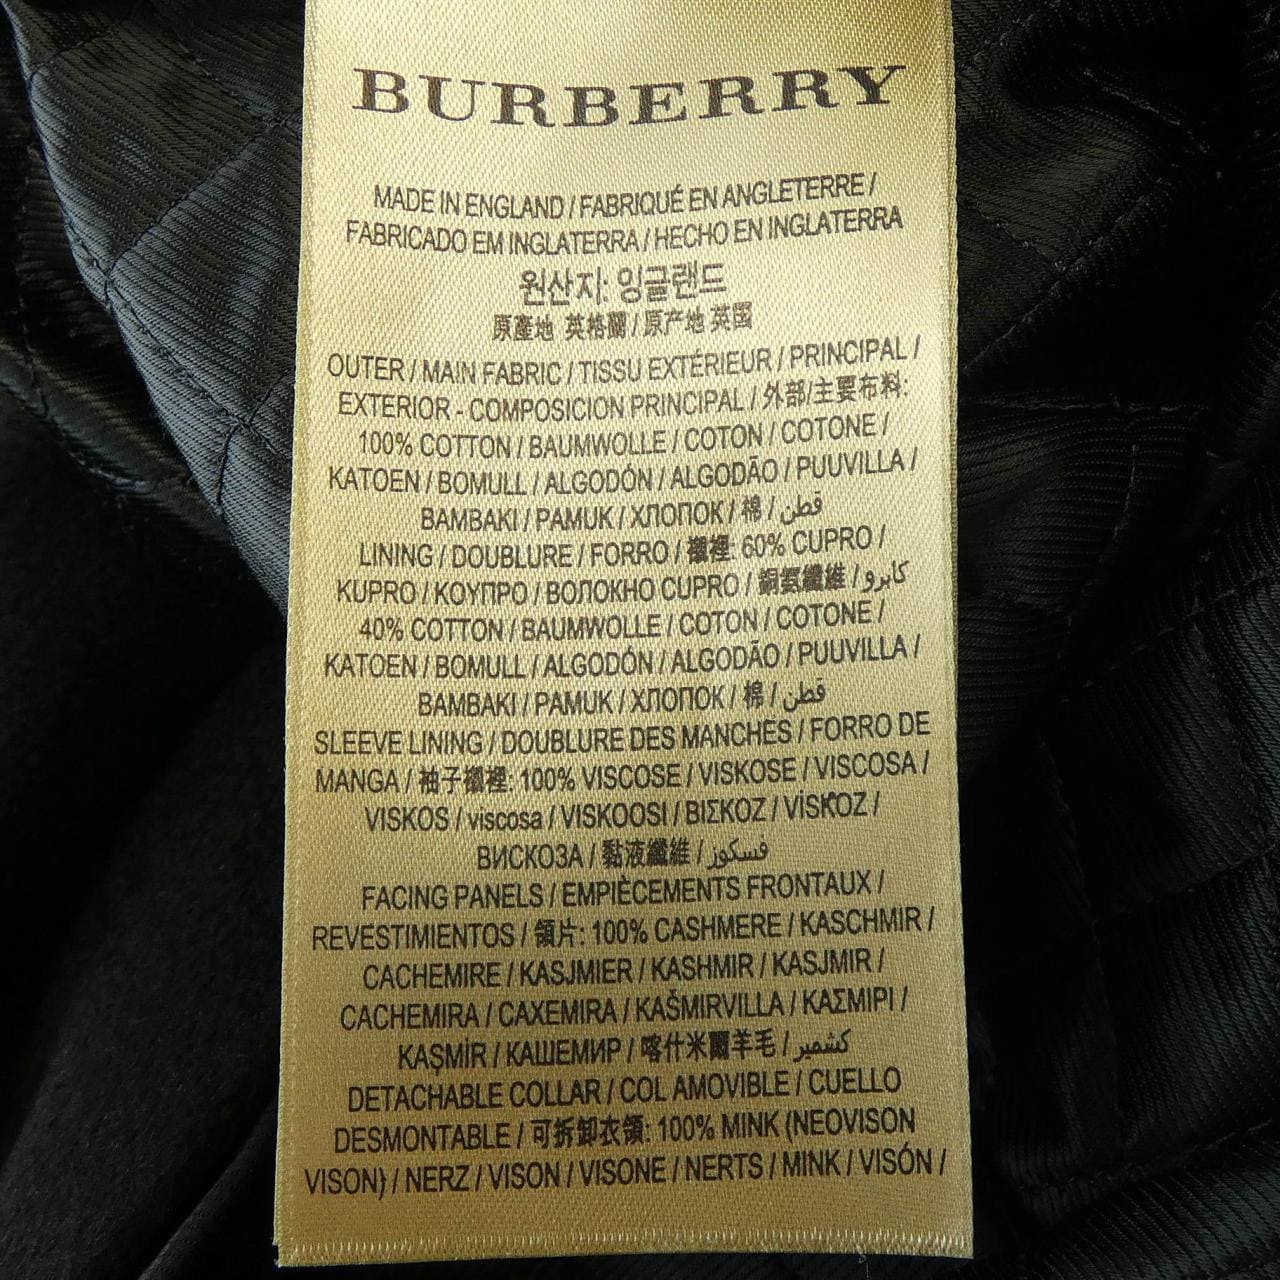 BURBERRY
MADE IN ENGLAND / FABRIQUÉ EN ANGLETERRE /
FABRICADO EM INGLATERRA / HECHO EN INGLATERRA
원산지: 잉글랜드
原產地 英格蘭 / 原产地 英国
OUTER / MAIN FABRIC / TISSU EXTÉRIEUR / PRINCIPAL /
EXTERIOR - COMPOSICION PRINCIPAL / 外部/主要布料:
100% COTTON / BAUMWOLLE / COTON / COTONE /
KATOEN / BOMULL / ALGODÓN / ALGODÃO / PUUVILLA /
BAMBAKI / PAMUK / ХЛОПОК / 棉 / قطن
LINING / DOUBLURE / FORRO / 襯裡: 60% CUPRO /
KUPRO / ΚΟΥΠΡΟ / ВОЛОКНО CUPRO / 銅氨纖維 / كابرو
40% COTTON / BAUMWOLLE / COTON / COTONE /
KATOEN / BOMULL / ALGODÓN / ALGODÃO / PUUVILLA /
BAMBAKI / PAMUK / ХЛОПОК / 棉 / قطن
SLEEVE LINING / DOUBLURE DES MANCHES / FORRO DE
MANGA / 袖子襯裡: 100% VISCOSE / VISKOSE / VISCOSA /
VISKOS / viscosa / VISKOOSI / ΒΙΣΚΟΖ / VİSKOZ /
ВИСКОЗА / 黏液纖維 / فسكوز
FACING PANELS / EMPIÈCEMENTS FRONTAUX /
REVESTIMIENTOS / 領片: 100% CASHMERE / KASCHMIR /
CACHEMIRE / KASJMIER / KASHMIR / KASJMIR /
CACHEMIRA / CAXEMIRA / KAŠMIRVILLA / ΚΑΣΜΙΡΙ /
KAŞMİR / КАШЕМИР / 喀什米爾羊毛 / كشمير
DETACHABLE COLLAR / COL AMOVIBLE / CUELLO
DESMONTABLE / 可拆卸衣領: 100% MINK (NEOVISON
VISON) / NERZ / VISON / VISONE / NERTS / MINK / VISÓN /